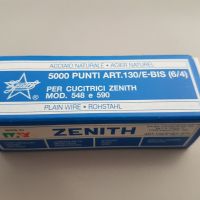 ACCIAIO NATURALE • ACIER NATUREL
5000 PUNTI ART.130/E-BIS (6/4)
PER CUCITRICI ZENITH
MOD. 548 e 590
PLAIN WIRE • ROHSTAHL
ZENITH